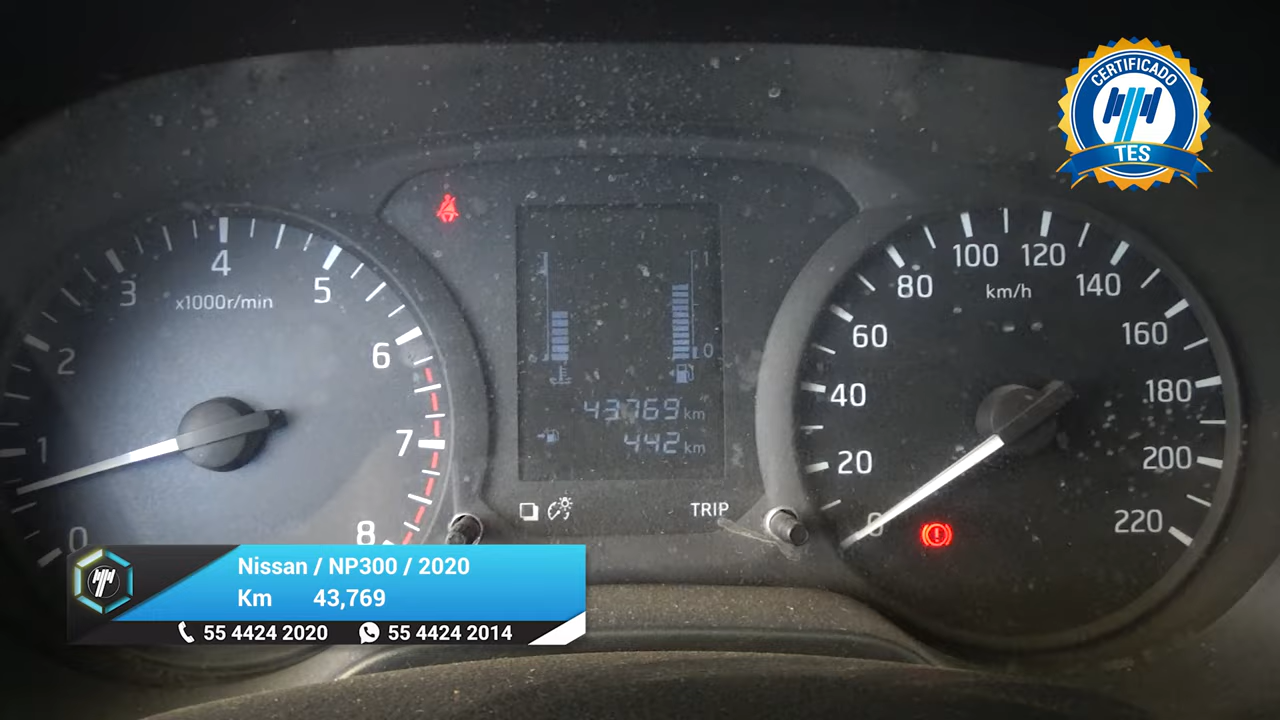 CERTIFICADO
TES
0
1
2
3
4
5
6
7
8
x1000r/min
1
0
43769 km
442 km
TRIP
0
20
40
60
80
100
120
140
160
180
200
220
km/h
Nissan / NP300 / 2020
Km 43,769
55 4424 2020 55 4424 2014